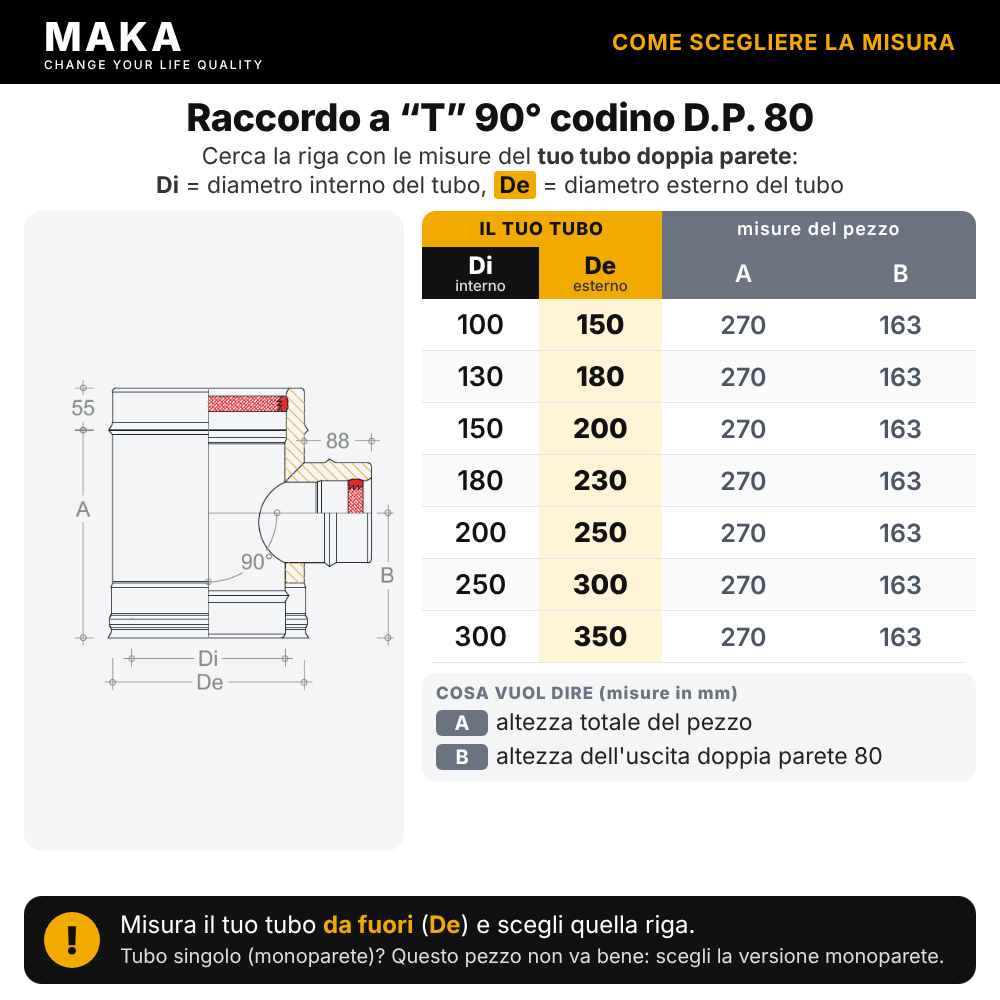 MAKA
CHANGE YOUR LIFE QUALITY
COME SCEGLIERE LA MISURA
Raccordo a “T” 90° codino D.P. 80
Cerca la riga con le misure del tuo tubo doppia parete:
Di = diametro interno del tubo, De = diametro esterno del tubo
55
88
A
90°
B
Di
De
IL TUO TUBO misure del pezzo
Di De A B
interno esterno
100 150 270 163
130 180 270 163
150 200 270 163
180 230 270 163
200 250 270 163
250 300 270 163
300 350 270 163
COSA VUOL DIRE (misure in mm)
A altezza totale del pezzo
B altezza dell'uscita doppia parete 80
! Misura il tuo tubo da fuori (De) e scegli quella riga.
Tubo singolo (monoparete)? Questo pezzo non va bene: scegli la versione monoparete.